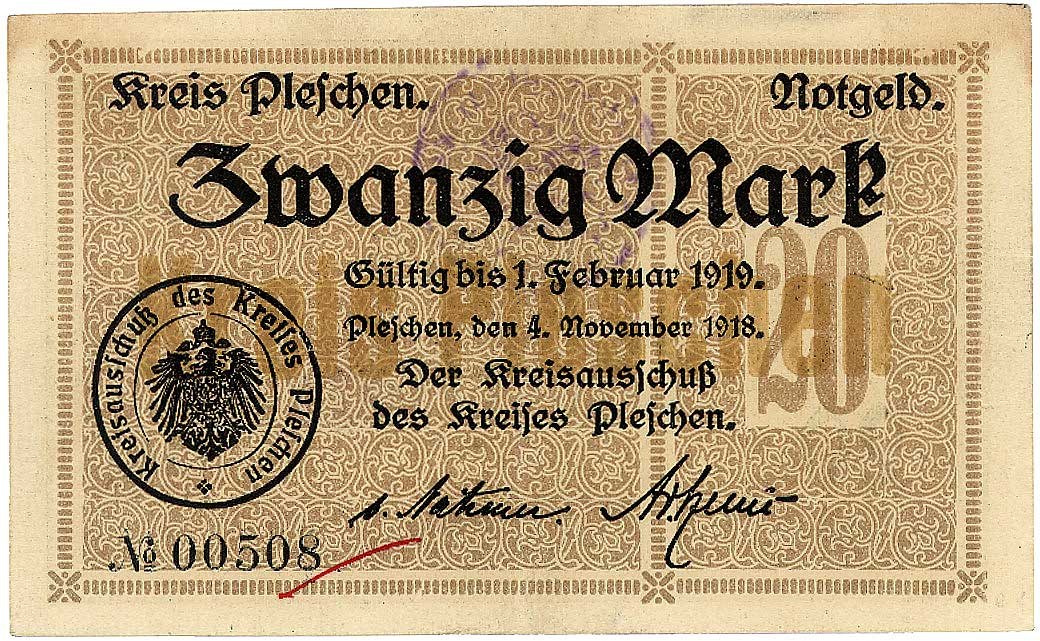 Kreis Pleschen.
Notgeld.
Zwanzig Mark
20
Gültig bis 1. Februar 1919.
Pleschen, den 4. November 1918.
Der Kreisausschuß
des Kreises Pleschen.
Kreisausschuß des Kreises Pleschen
№ 00508